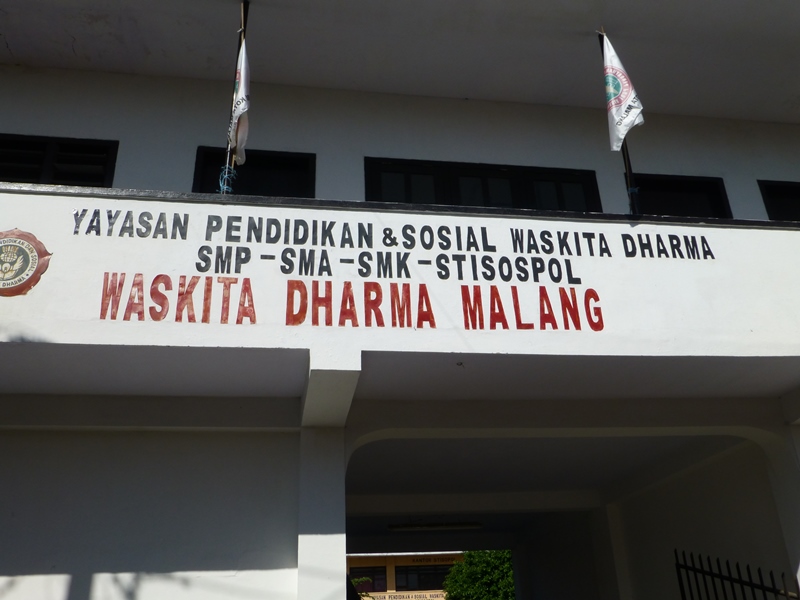 YAYASAN PENDIDIKAN & SOSIAL WASKITA DHARMA
SMP - SMA - SMK - STISOSPOL
WASKITA DHARMA MALANG